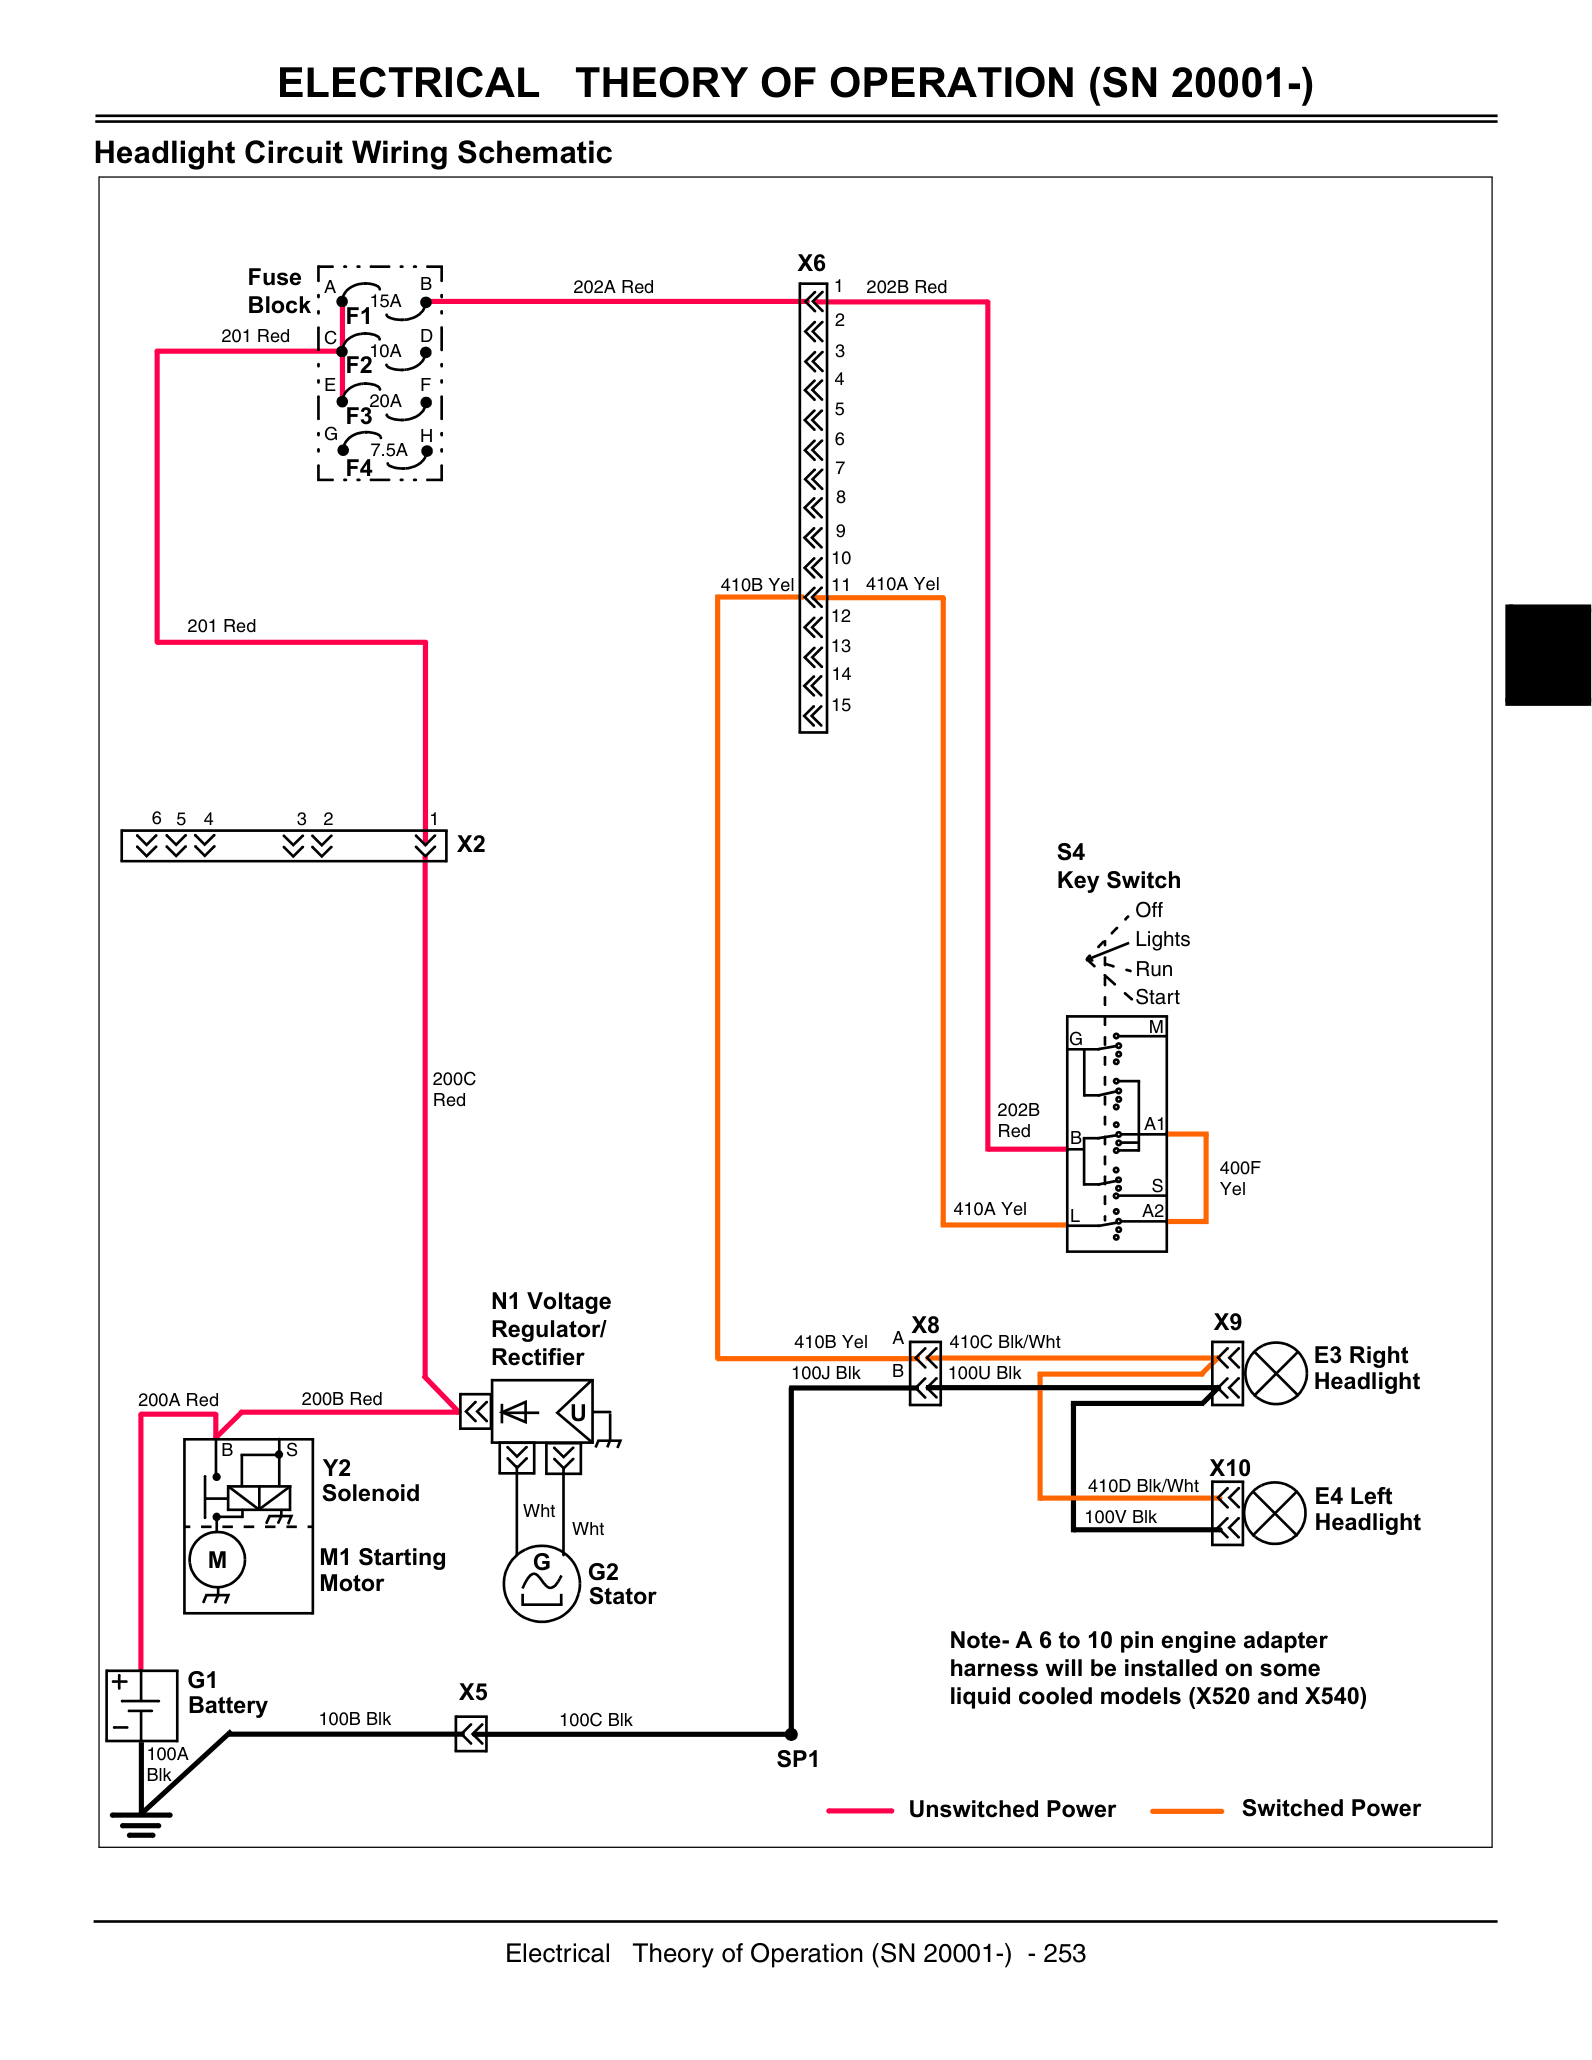 ELECTRICAL THEORY OF OPERATION (SN 20001-)
Headlight Circuit Wiring Schematic
X6
Fuse
Block
A
B
15A
F1
C
D
10A
F2
E
F
20A
F3
G
H
7.5A
F4
202A Red
202B Red
201 Red
1
2
3
4
5
6
7
8
9
10
11
12
13
14
15
410B Yel
410A Yel
201 Red
6 5 4 3 2 1
X2
S4
Key Switch
Off
Lights
Run
Start
M
G
A1
B
S
A2
L
200C
Red
202B
Red
400F
Yel
410A Yel
N1 Voltage
Regulator/
Rectifier
U
200A Red
200B Red
B
S
Y2
Solenoid
M
M1 Starting
Motor
Wht
Wht
G
G2
Stator
X8
410B Yel
A
410C Blk/Wht
100J Blk
B
100U Blk
X9
E3 Right
Headlight
X10
410D Blk/Wht
100V Blk
E4 Left
Headlight
Note- A 6 to 10 pin engine adapter
harness will be installed on some
liquid cooled models (X520 and X540)
+
−
G1
Battery
100A
Blk
100B Blk
X5
100C Blk
SP1
Unswitched Power
Switched Power
Electrical Theory of Operation (SN 20001-) - 253